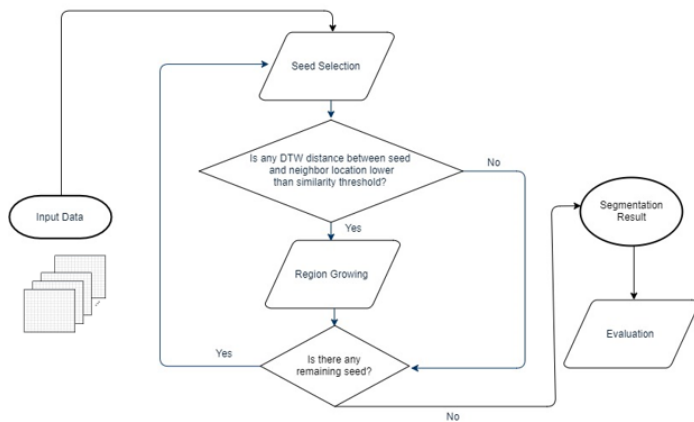 Seed Selection
Is any DTW distance between seed
and neighbor location lower
than similarity threshold?
No
Input Data
Segmentation
Result
Yes
Region Growing
Evaluation
Yes
Is there any
remaining seed?
No